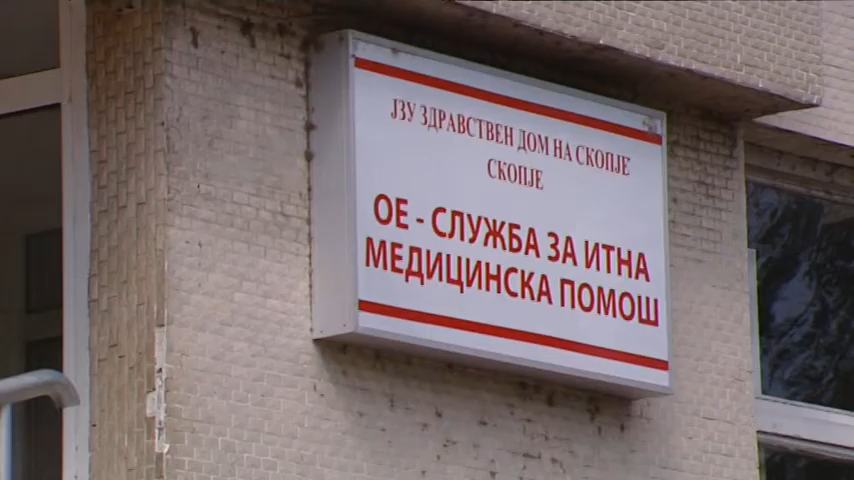 ЈЗУ ЗДРАВСТВЕН ДОМ НА СКОПЈЕ
СКОПЈЕ
ОЕ - СЛУЖБА ЗА ИТНА
МЕДИЦИНСКА ПОМОШ